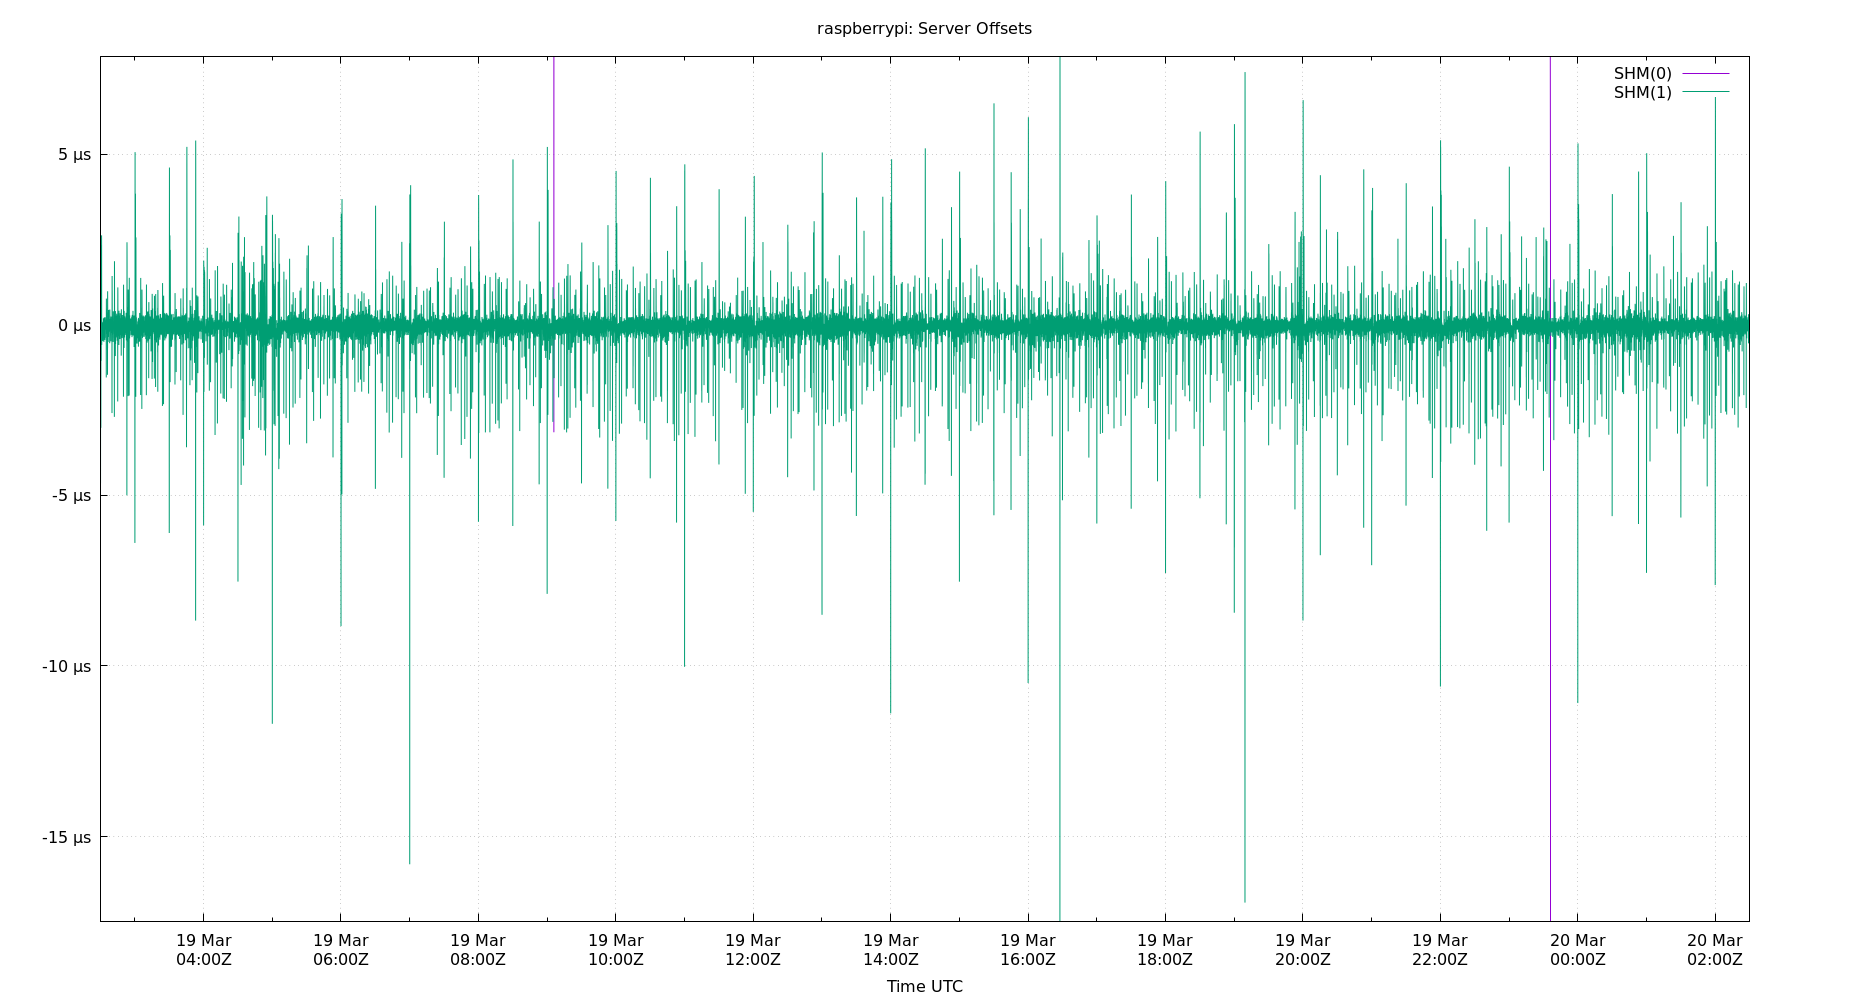 raspberrypi: Server Offsets
SHM(0)
SHM(1)
5 µs
0 µs
-5 µs
-10 µs
-15 µs
19 Mar 19 Mar 19 Mar 19 Mar 19 Mar 19 Mar 19 Mar 19 Mar 19 Mar 19 Mar 20 Mar 20 Mar
04:00Z 06:00Z 08:00Z 10:00Z 12:00Z 14:00Z 16:00Z 18:00Z 20:00Z 22:00Z 00:00Z 02:00Z
Time UTC